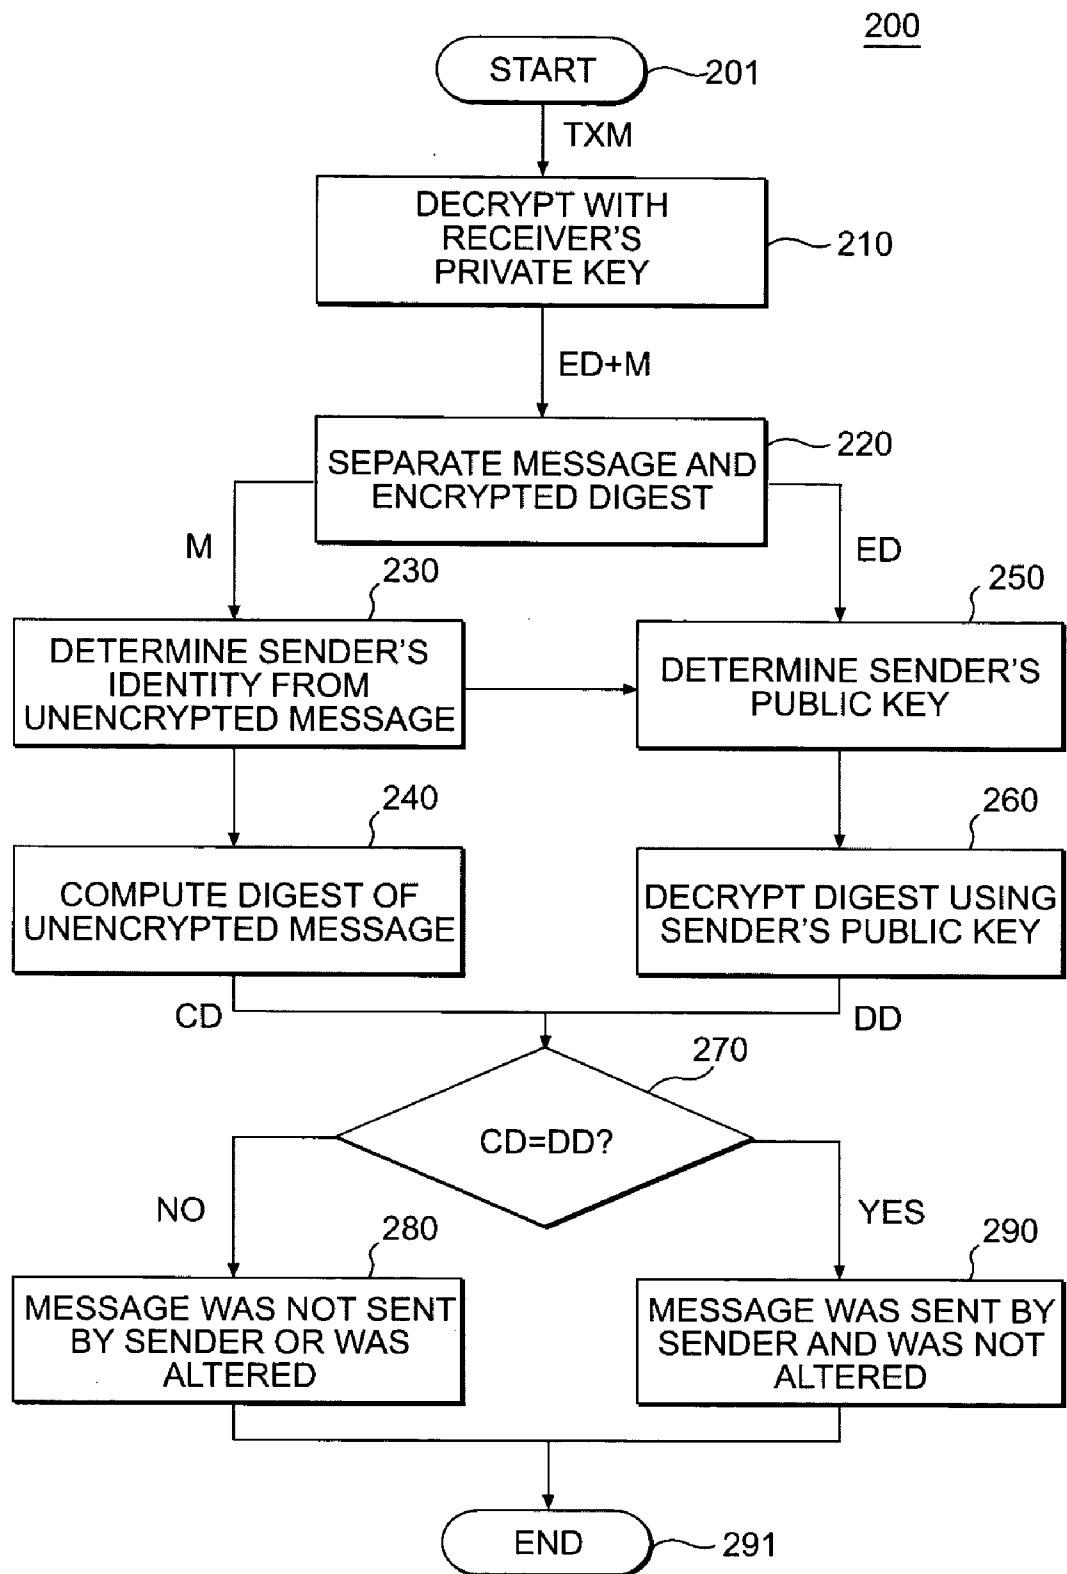 200
START
201
TXM
DECRYPT WITH
RECEIVER'S
PRIVATE KEY
210
ED+M
SEPARATE MESSAGE AND
ENCRYPTED DIGEST
220
M
ED
230
DETERMINE SENDER'S
IDENTITY FROM
UNENCRYPTED MESSAGE
250
DETERMINE SENDER'S
PUBLIC KEY
240
COMPUTE DIGEST OF
UNENCRYPTED MESSAGE
260
DECRYPT DIGEST USING
SENDER'S PUBLIC KEY
CD
DD
270
CD=DD?
NO
YES
280
MESSAGE WAS NOT SENT
BY SENDER OR WAS
ALTERED
290
MESSAGE WAS SENT BY
SENDER AND WAS NOT
ALTERED
END
291